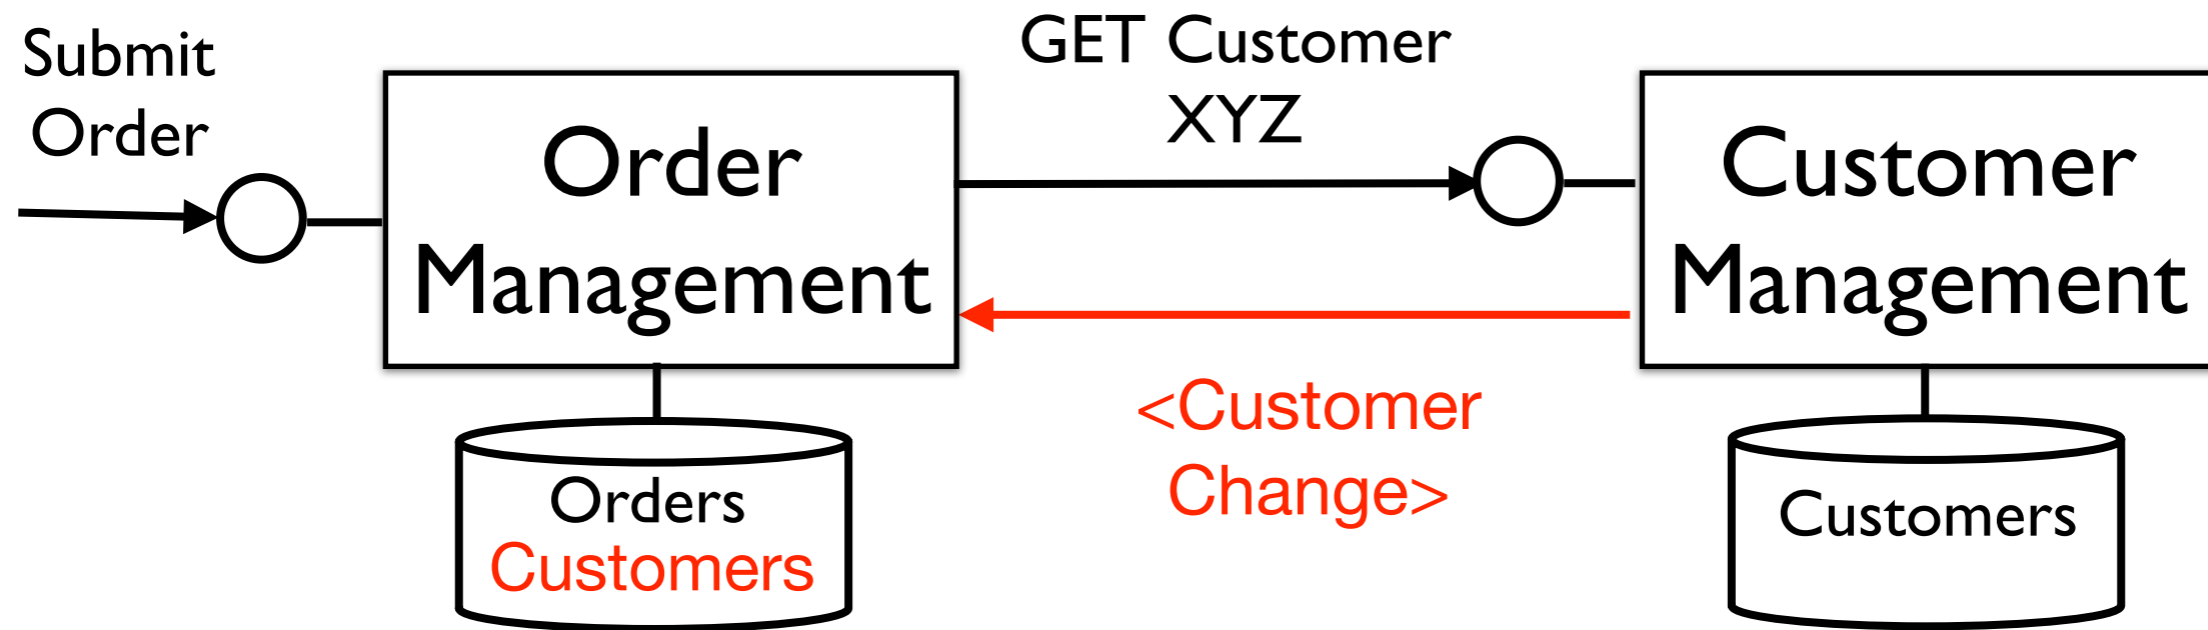 Submit
Order
Order
Management
GET Customer
XYZ
Customer
Management
<Customer
Change>
Orders
Customers
Customers